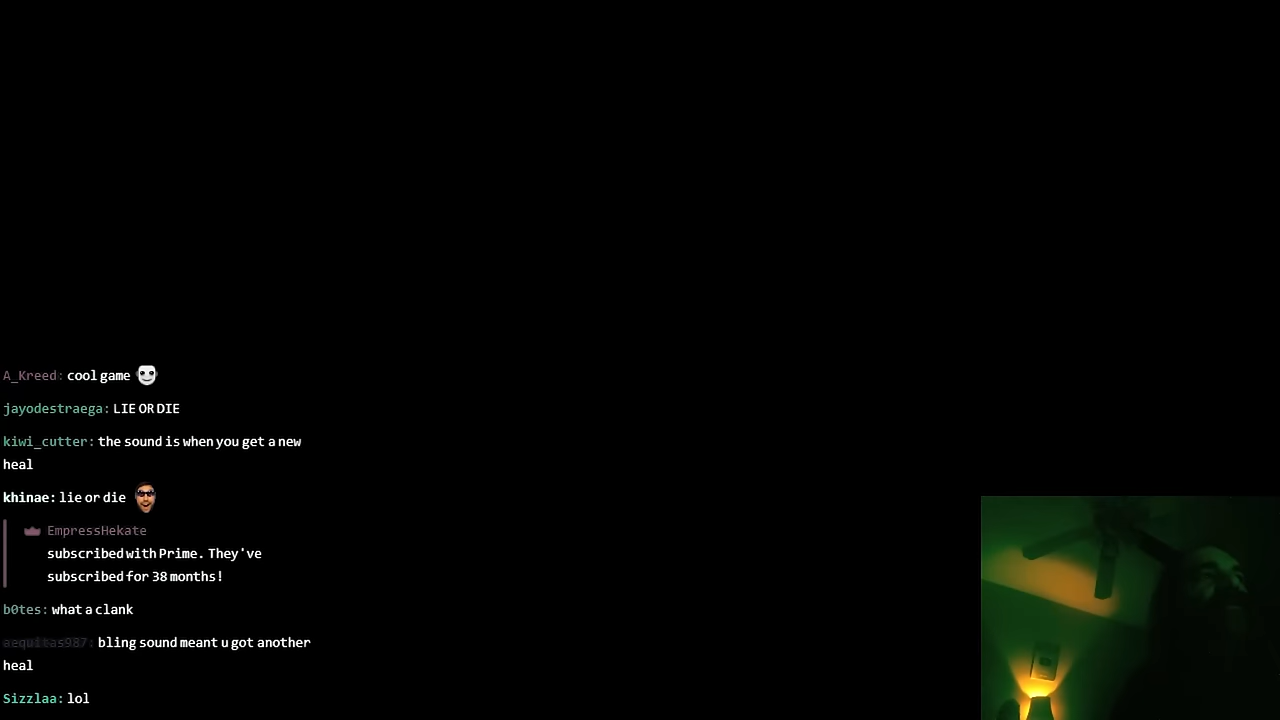 A_Kreed: cool game
jayodestraega: LIE OR DIE
kiwi_cutter: the sound is when you get a new
heal
khinae: lie or die
EmpressHekate
subscribed with Prime. They've
subscribed for 38 months!
b0tes: what a clank
aequitas987: bling sound meant u got another
heal
Sizzlaa: lol